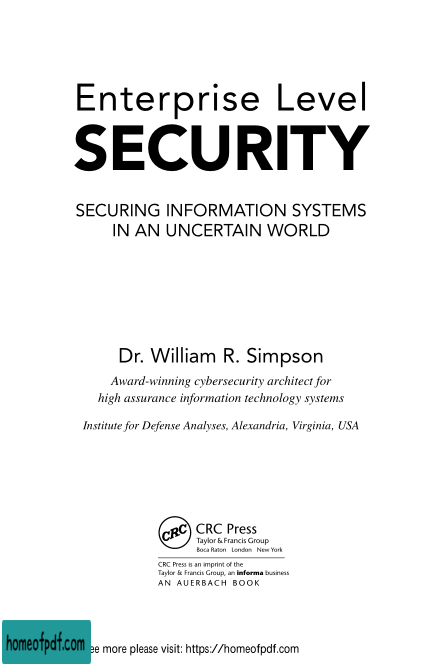 Enterprise Level
SECURITY
SECURING INFORMATION SYSTEMS
IN AN UNCERTAIN WORLD
Dr. William R. Simpson
Award-winning cybersecurity architect for
high assurance information technology systems
Institute for Defense Analyses, Alexandria, Virginia, USA
CRC
CRC Press
Taylor & Francis Group
Boca Raton London New York
CRC Press is an imprint of the
Taylor & Francis Group, an informa business
AN AUERBACH BOOK
homeofpdf.com
ee more please visit: https://homeofpdf.com